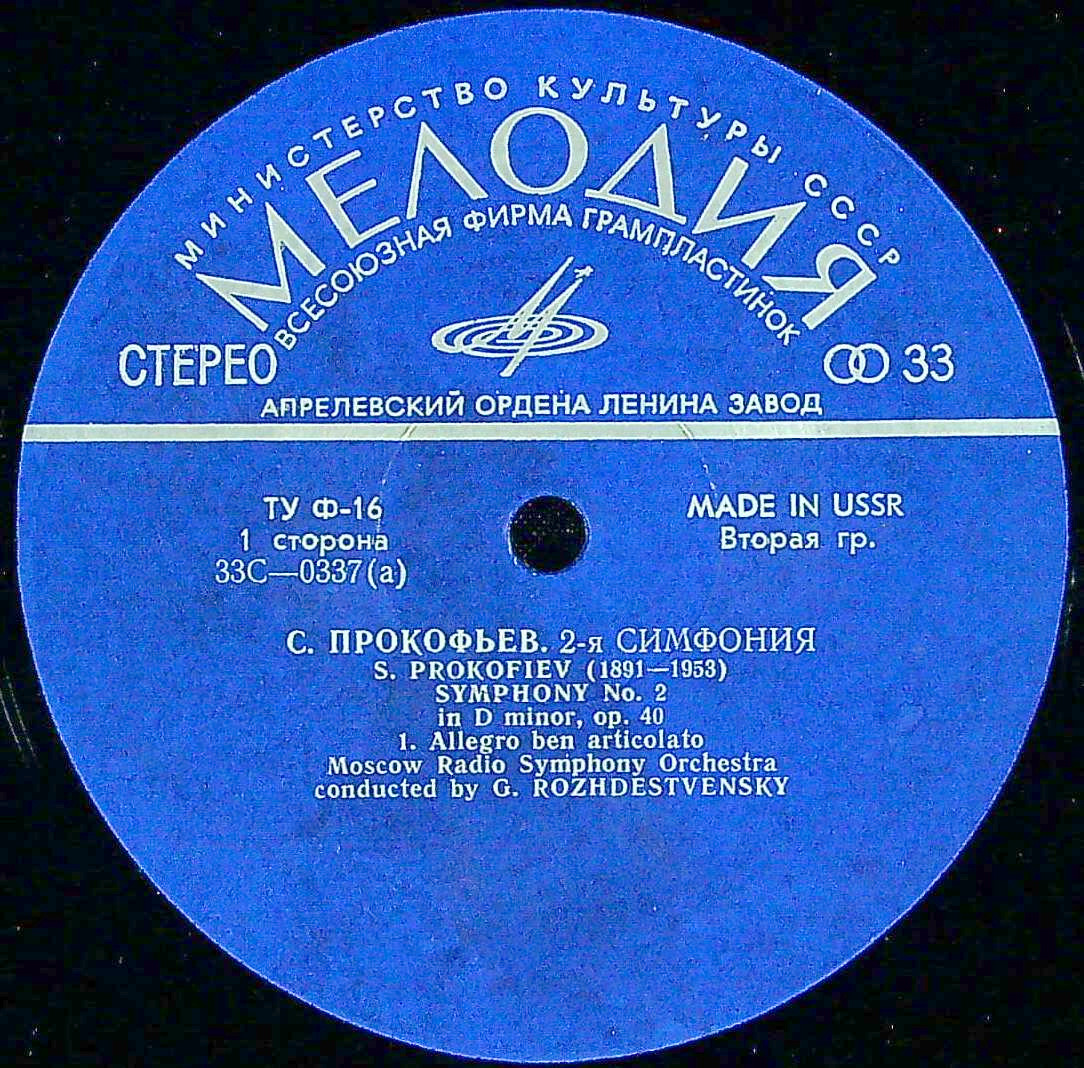 МИНИСТЕРСТВО КУЛЬТУРЫ СССР
МЕЛОДИЯ
ВСЕСОЮЗНАЯ ФИРМА ГРАМПЛАСТИНОК
СТЕРЕО
33
АПРЕЛЕВСКИЙ ОРДЕНА ЛЕНИНА ЗАВОД
ТУ Ф-16
1 сторона
33С—0337(а)
MADE IN USSR
Вторая гр.
С. ПРОКОФЬЕВ. 2-я СИМФОНИЯ
S. PROKOFIEV (1891—1953)
SYMPHONY No. 2
in D minor, op. 40
1. Allegro ben articolato
Moscow Radio Symphony Orchestra
conducted by G. ROZHDESTVENSKY